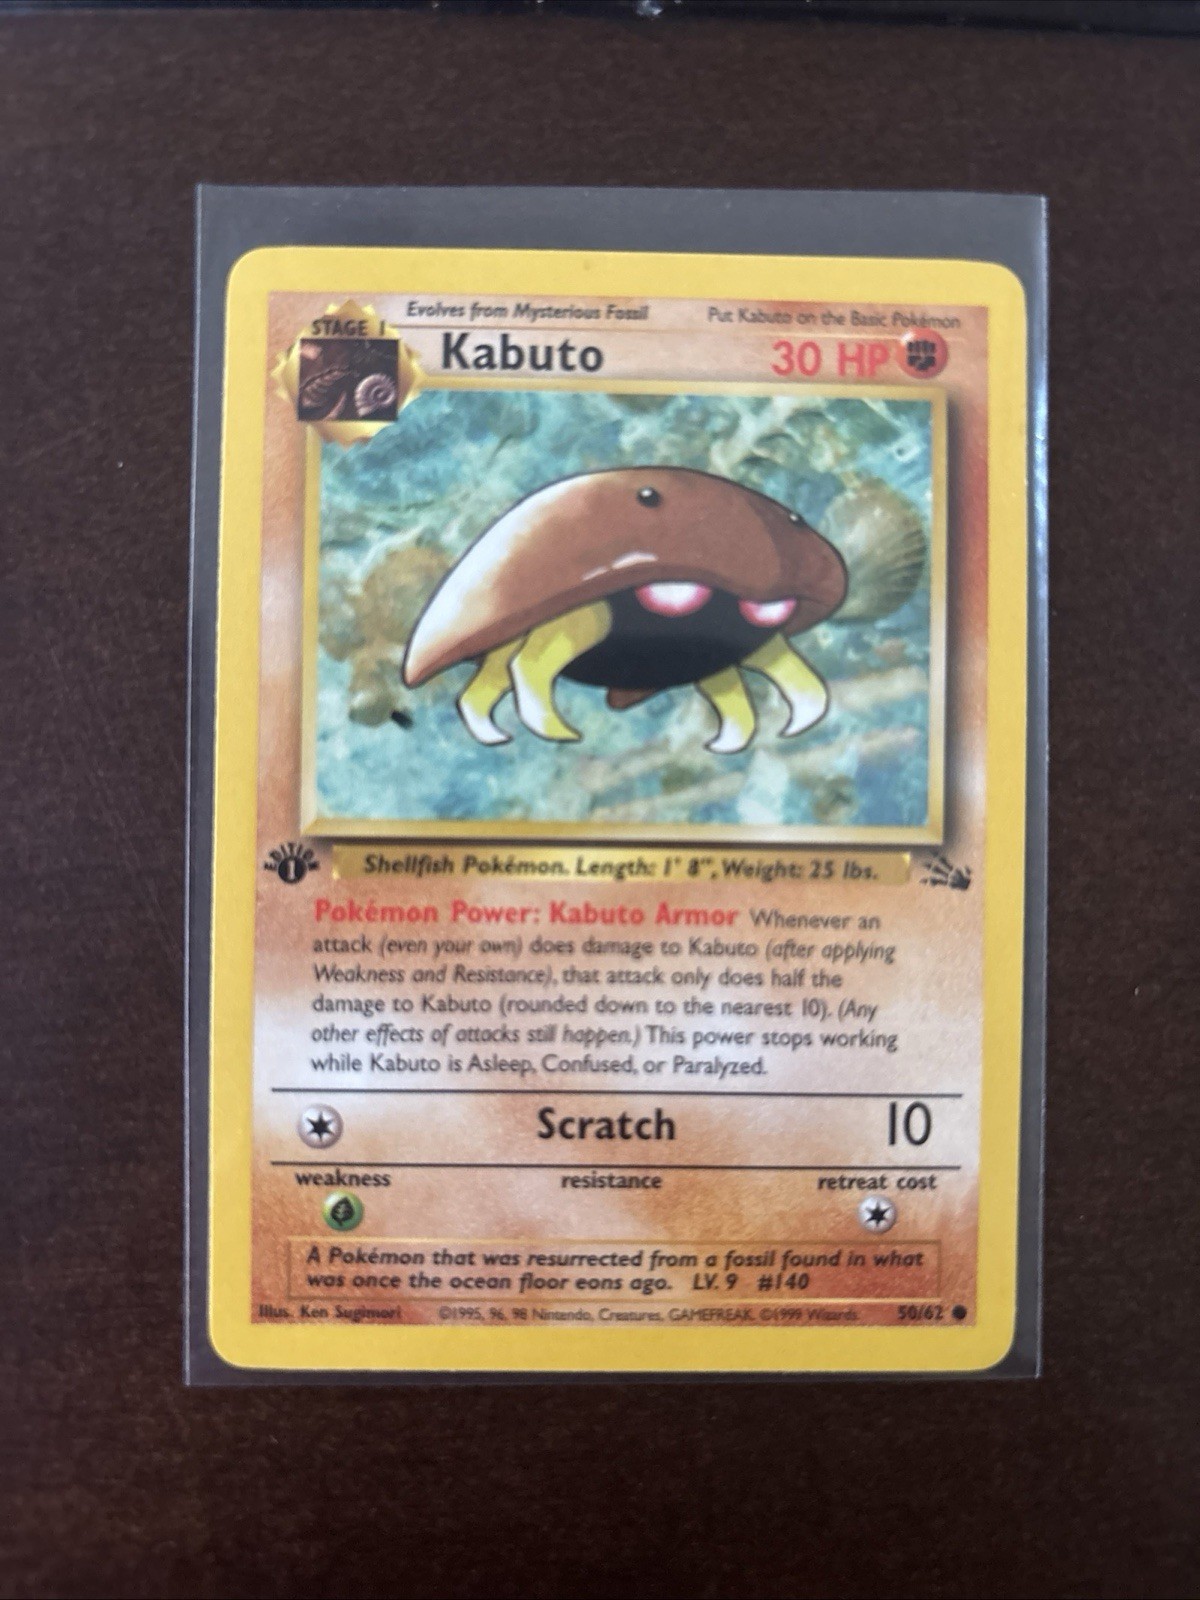 Evolves from Mysterious Fossil
Put Kabuto on the Basic Pokémon
STAGE 1
Kabuto
30 HP
EDITION
1
Shellfish Pokémon. Length: 1' 8", Weight: 25 lbs.
Pokémon Power: Kabuto Armor Whenever an
attack (even your own) does damage to Kabuto (after applying
Weakness and Resistance), that attack only does half the
damage to Kabuto (rounded down to the nearest 10). (Any
other effects of attacks still happen.) This power stops working
while Kabuto is Asleep, Confused, or Paralyzed.
Scratch
10
weakness
resistance
retreat cost
A Pokémon that was resurrected from a fossil found in what
was once the ocean floor eons ago. LV. 9 #140
Illus. Ken Sugimori
©1995, 96, 98 Nintendo, Creatures, GAMEFREAK. ©1999 Wizards.
50/62